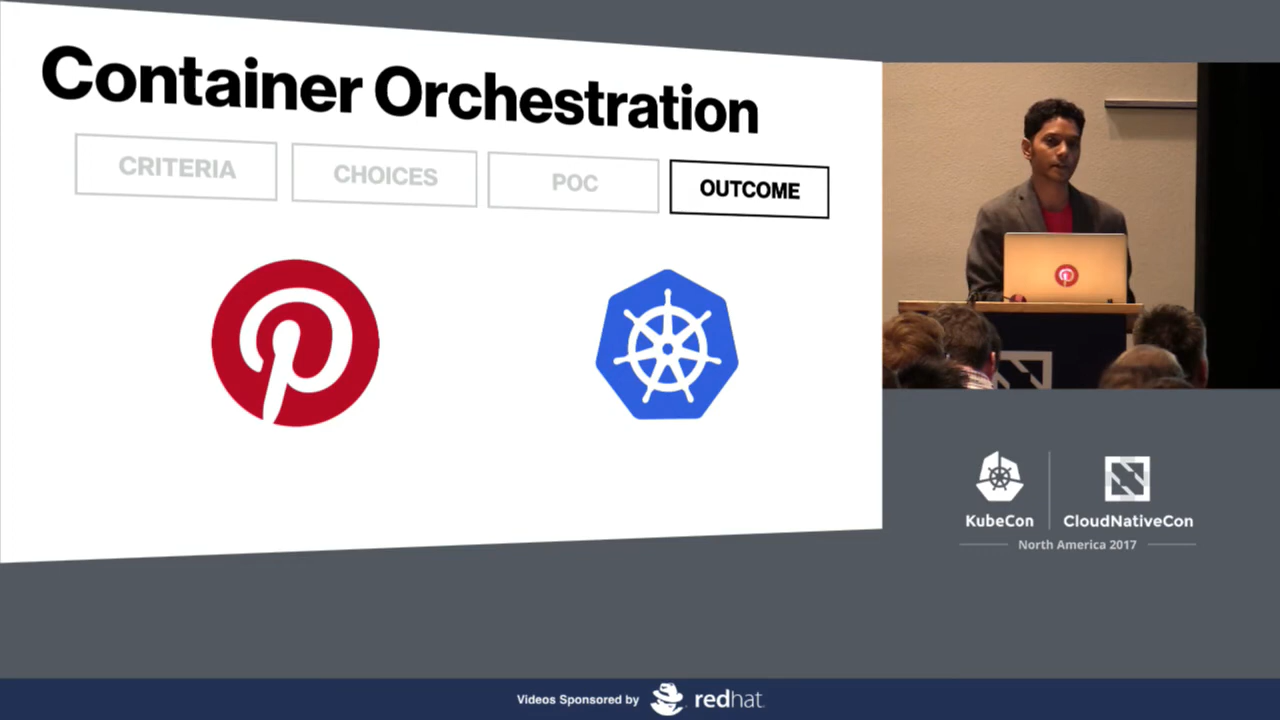 Container Orchestration
CRITERIA
CHOICES
POC
OUTCOME
KubeCon
CloudNativeCon
North America 2017
Videos Sponsored by redhat.